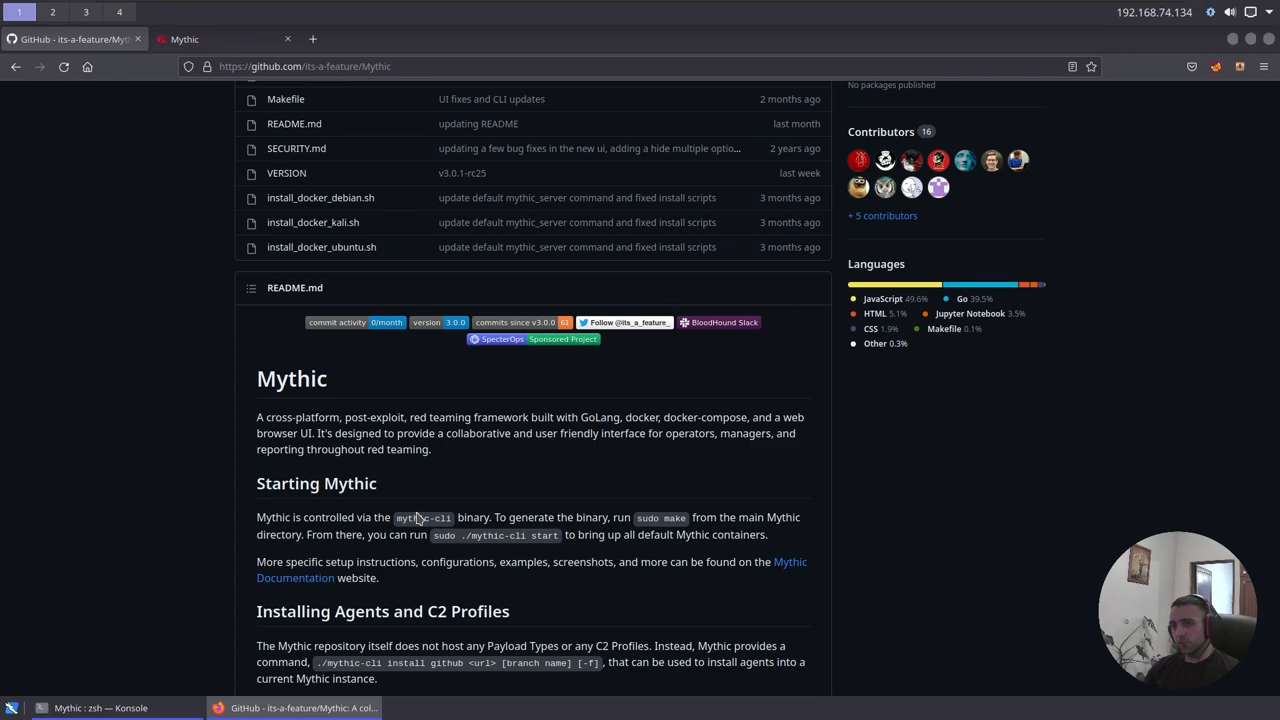 1 2 3 4 192.168.74.134
GitHub - its-a-feature/Myth Mythic
https://github.com/its-a-feature/Mythic
No packages published
Makefile UI fixes and CLI updates 2 months ago
README.md updating README last month
SECURITY.md updating a few bug fixes in the new ui, adding a hide multiple optio... 2 years ago
VERSION v3.0.1-rc25 last week
install_docker_debian.sh update default mythic_server command and fixed install scripts 3 months ago
install_docker_kali.sh update default mythic_server command and fixed install scripts 3 months ago
install_docker_ubuntu.sh update default mythic_server command and fixed install scripts 3 months ago
Contributors 16
+ 5 contributors
Languages
JavaScript 49.6% Go 39.5%
HTML 5.1% Jupyter Notebook 3.5%
CSS 1.9% Makefile 0.1%
Other 0.3%
README.md
commit activity 0/month version 3.0.0 commits since v3.0.0 61 Follow @its_a_feature_ BloodHound Slack
SpecterOps Sponsored Project
Mythic
A cross-platform, post-exploit, red teaming framework built with GoLang, docker, docker-compose, and a web
browser UI. It's designed to provide a collaborative and user friendly interface for operators, managers, and
reporting throughout red teaming.
Starting Mythic
Mythic is controlled via the mythic-cli binary. To generate the binary, run sudo make from the main Mythic
directory. From there, you can run sudo ./mythic-cli start to bring up all default Mythic containers.
More specific setup instructions, configurations, examples, screenshots, and more can be found on the Mythic
Documentation website.
Installing Agents and C2 Profiles
The Mythic repository itself does not host any Payload Types or any C2 Profiles. Instead, Mythic provides a
command, ./mythic-cli install github <url> [branch name] [-f], that can be used to install agents into a
current Mythic instance.
Mythic : zsh — Konsole GitHub - its-a-feature/Mythic: A col...